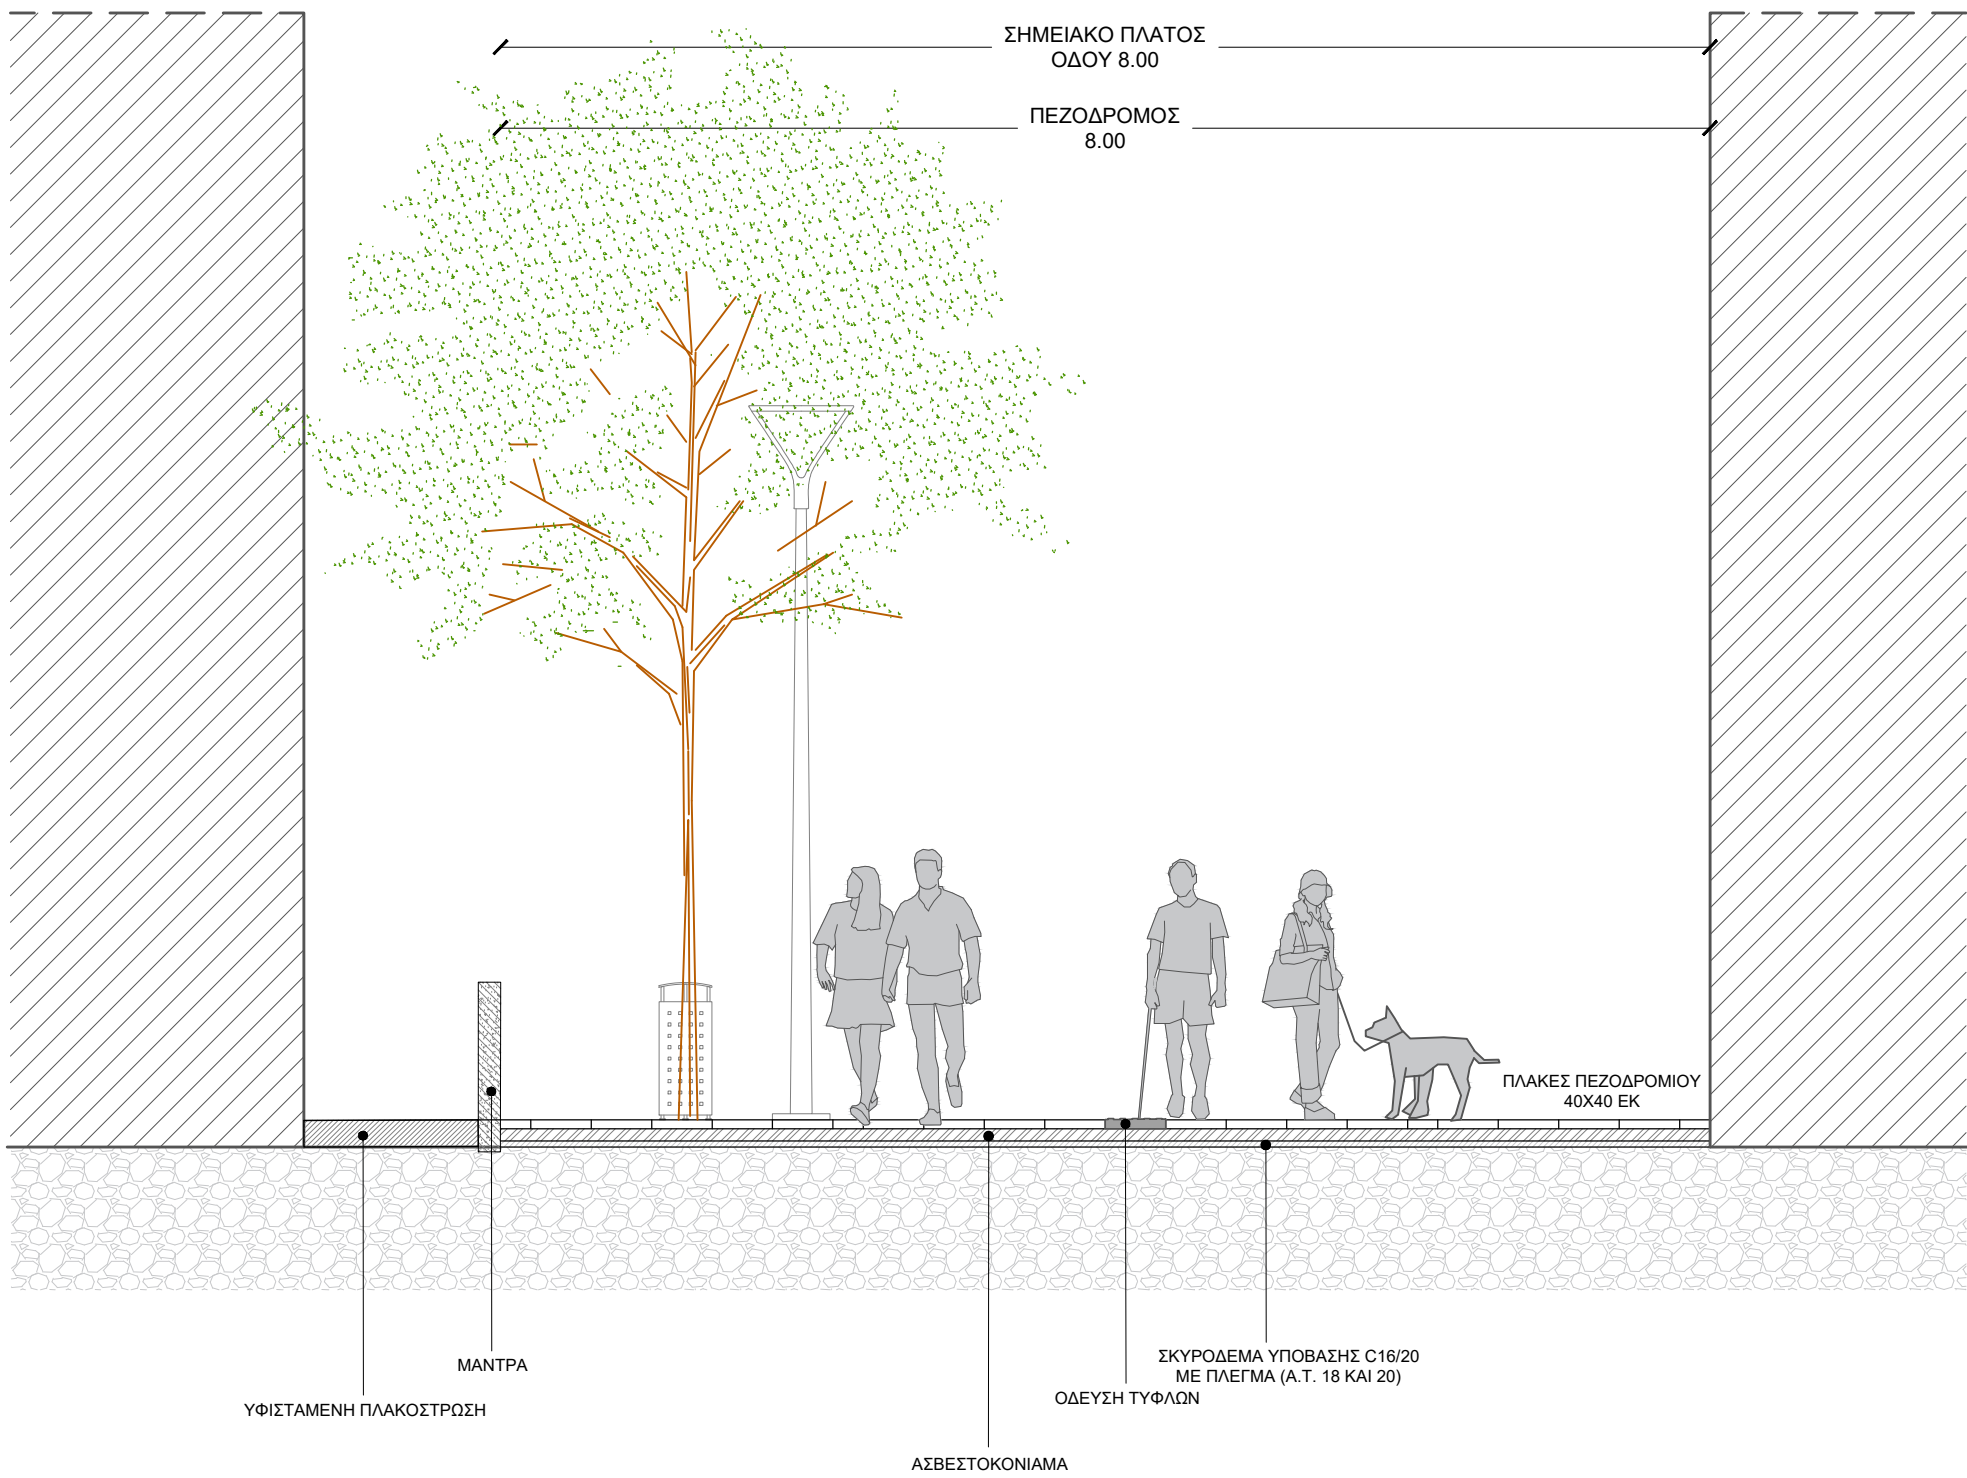 ΣΗΜΕΙΑΚΟ ΠΛΑΤΟΣ
ΟΔΟΥ 8.00
ΠΕΖΟΔΡΟΜΟΣ
8.00
ΠΛΑΚΕΣ ΠΕΖΟΔΡΟΜΙΟΥ
40Χ40 ΕΚ
ΜΑΝΤΡΑ
ΣΚΥΡΟΔΕΜΑ ΥΠΟΒΑΣΗΣ C16/20
ΜΕ ΠΛΕΓΜΑ (Α.Τ. 18 ΚΑΙ 20)
ΟΔΕΥΣΗ ΤΥΦΛΩΝ
ΥΦΙΣΤΑΜΕΝΗ ΠΛΑΚΟΣΤΡΩΣΗ
ΑΣΒΕΣΤΟΚΟΝΙΑΜΑ